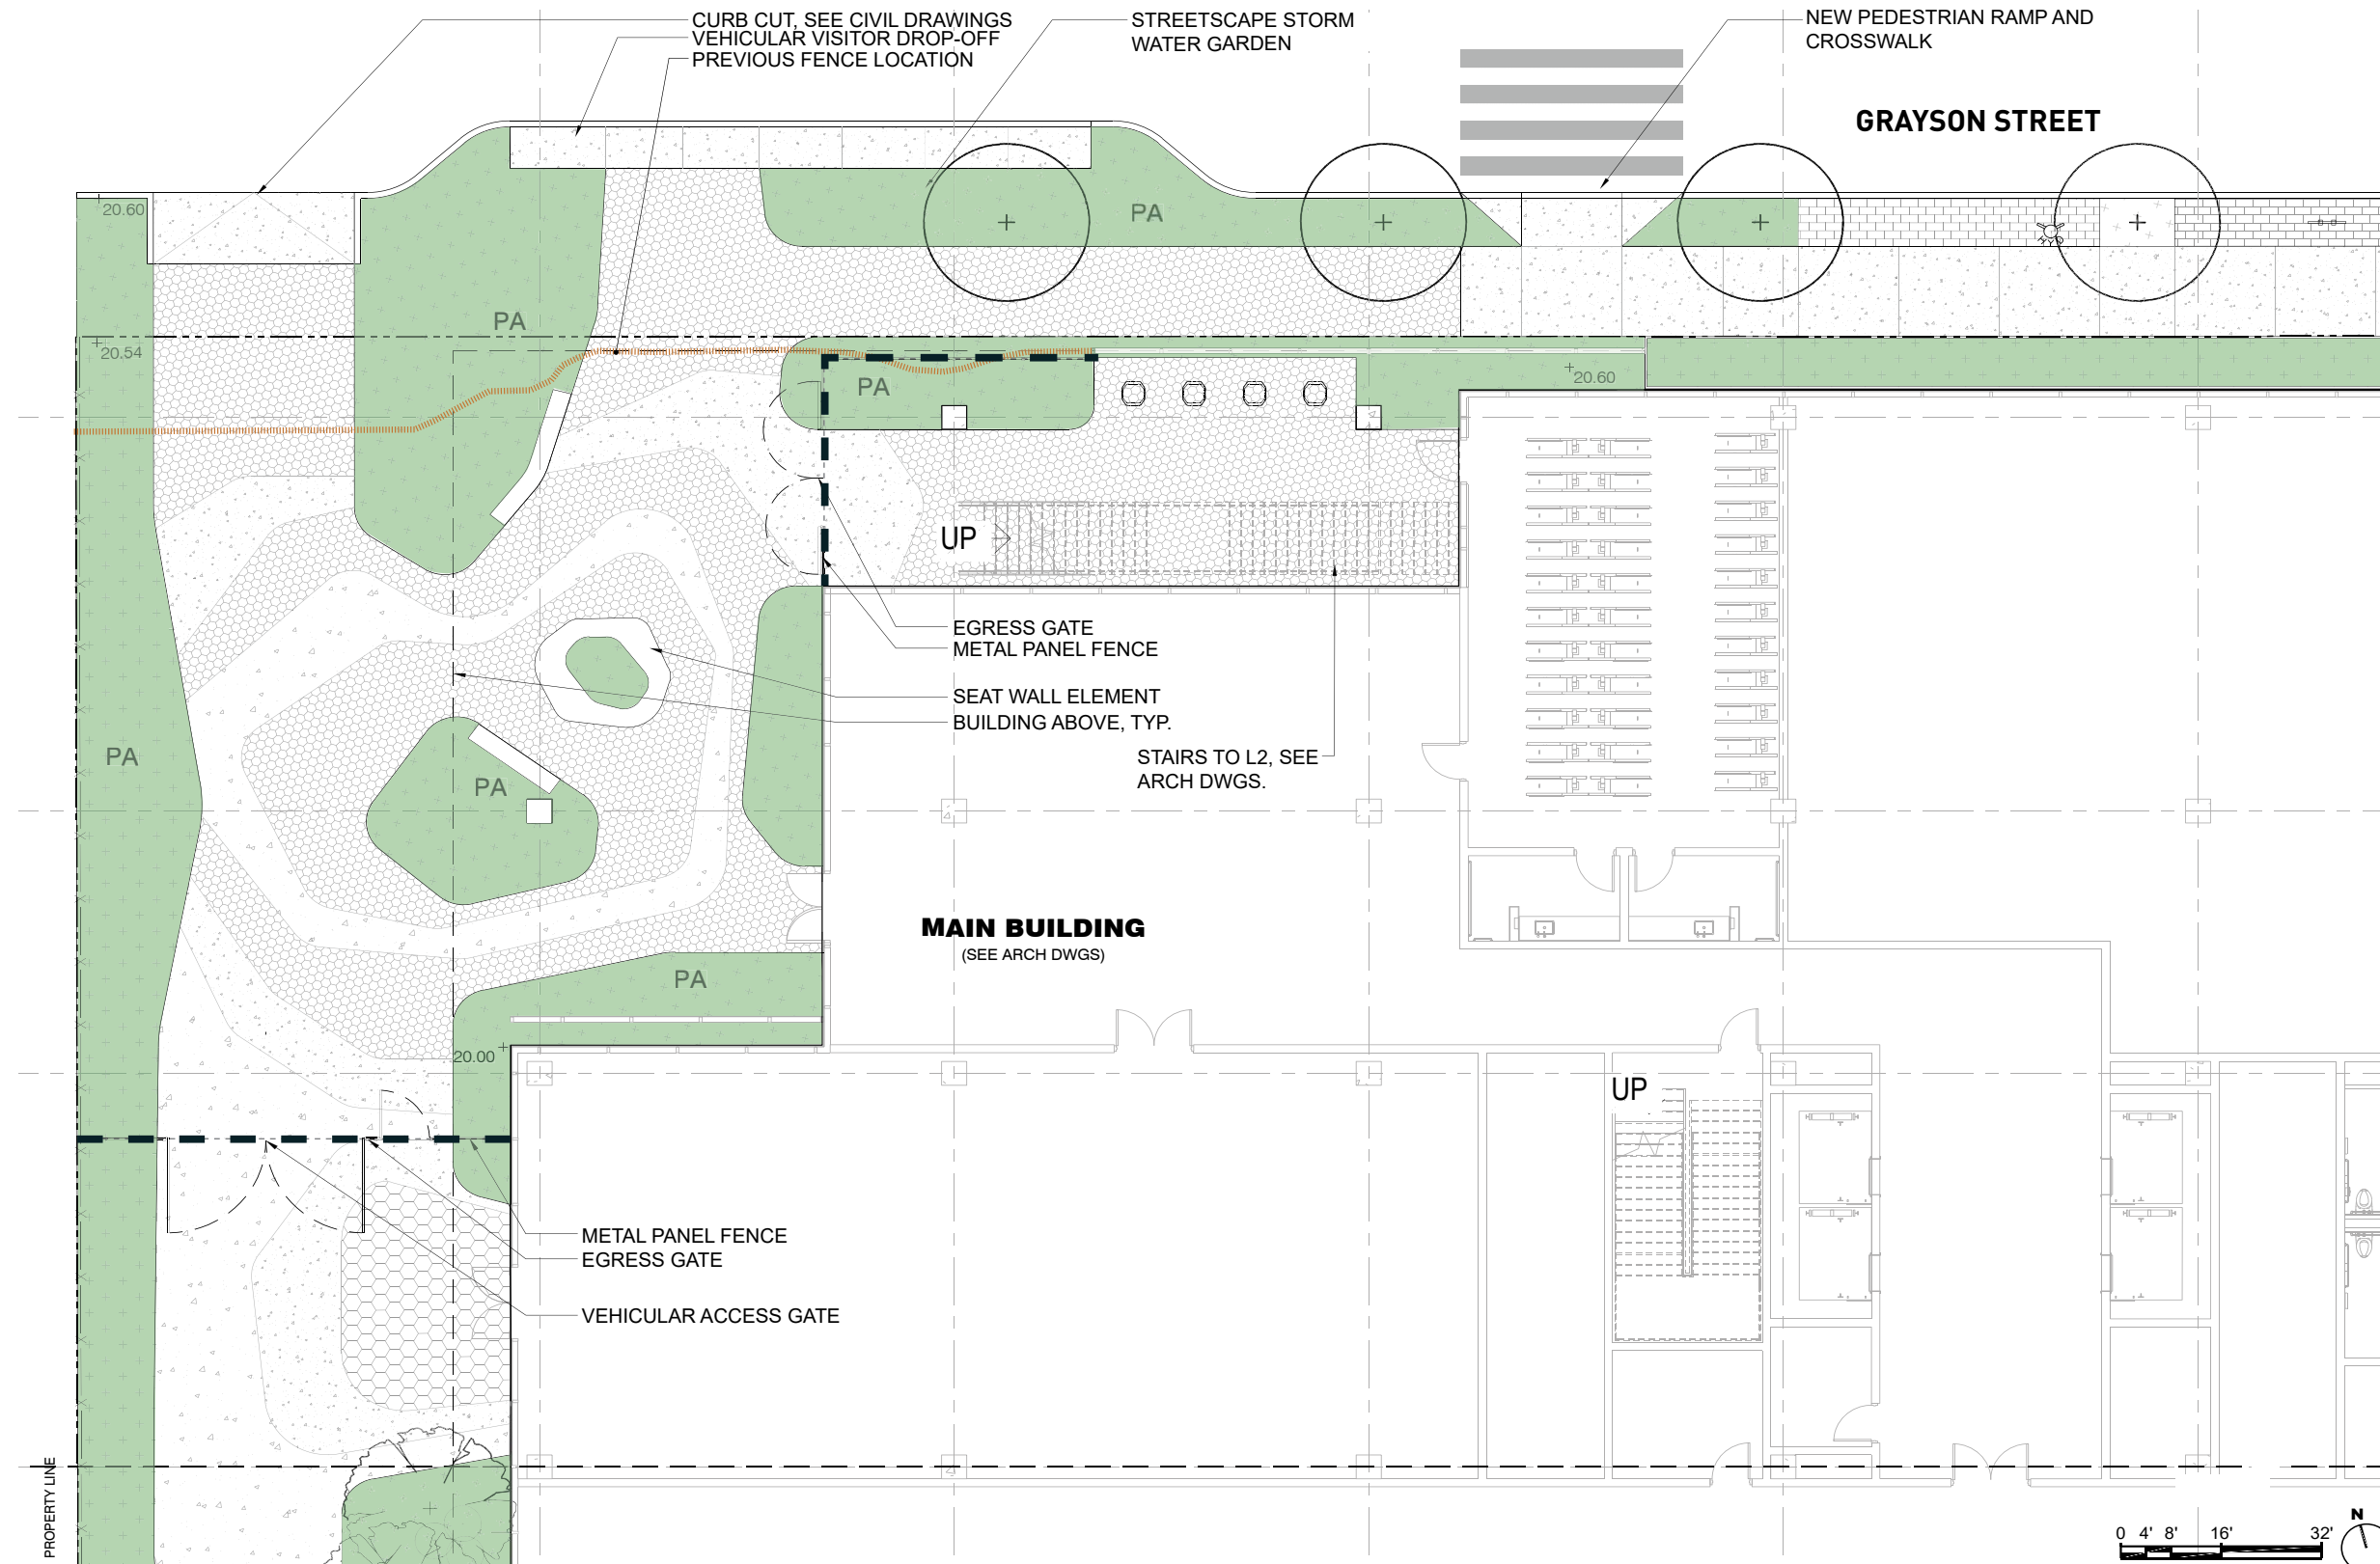 CURB CUT, SEE CIVIL DRAWINGS
VEHICULAR VISITOR DROP-OFF
PREVIOUS FENCE LOCATION
STREETSCAPE STORM
WATER GARDEN
NEW PEDESTRIAN RAMP AND
CROSSWALK
GRAYSON STREET
20.60
PA
PA
20.54
PA
20.60
HYD
UP
EGRESS GATE
METAL PANEL FENCE
SEAT WALL ELEMENT
BUILDING ABOVE, TYP.
STAIRS TO L2, SEE
ARCH DWGS.
PA
PA
MAIN BUILDING
(SEE ARCH DWGS)
PA
20.00
UP
METAL PANEL FENCE
EGRESS GATE
VEHICULAR ACCESS GATE
PROPERTY LINE
N
0 4' 8' 16' 32'